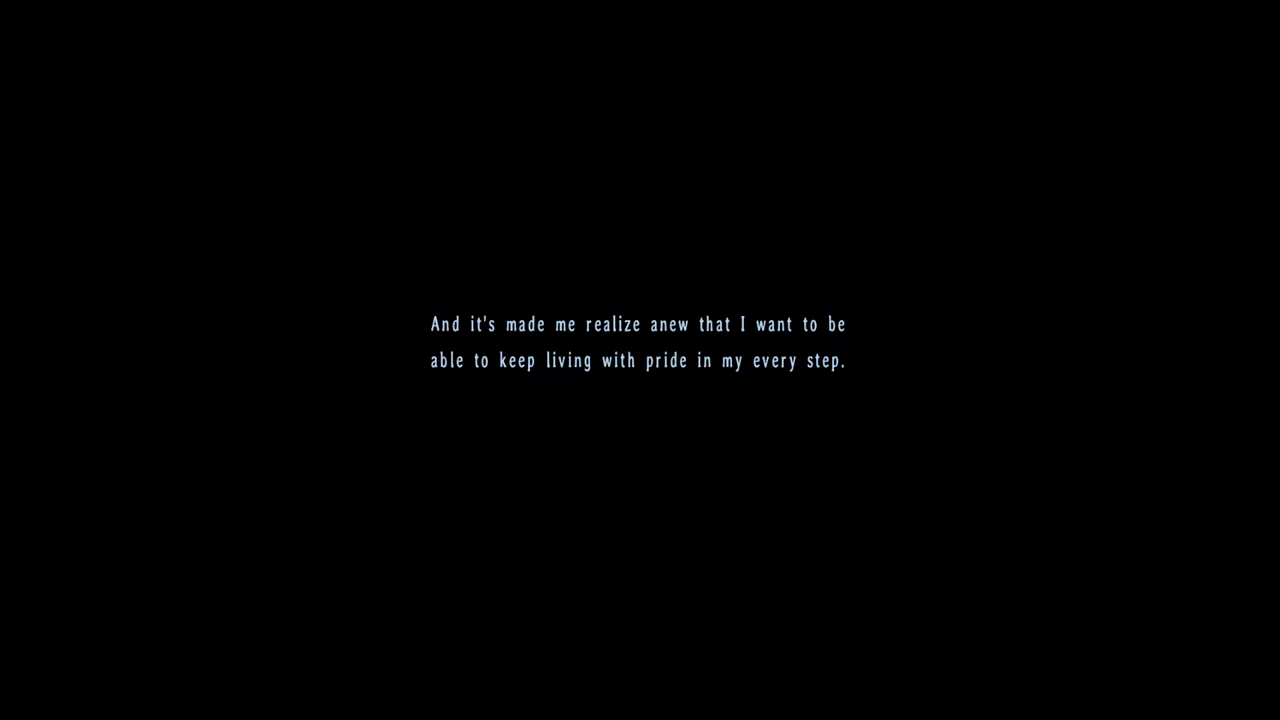 And it's made me realize anew that I want to be
able to keep living with pride in my every step.